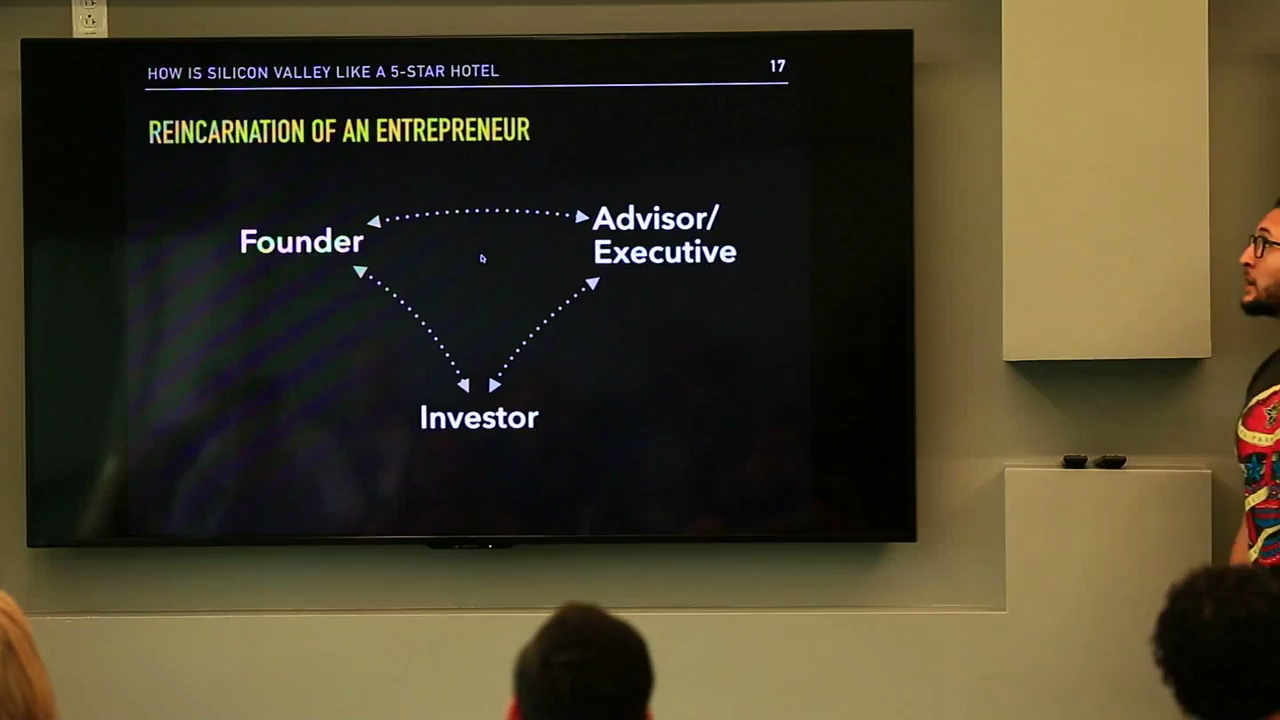 HOW IS SILICON VALLEY LIKE A 5-STAR HOTEL
17
REINCARNATION OF AN ENTREPRENEUR
Founder
Advisor/
Executive
Investor